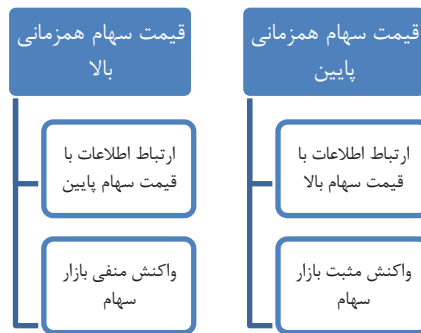 قیمت سهام همزمانی
پایین
ارتباط اطلاعات با
قیمت سهام بالا
واکنش مثبت بازار
سهام
قیمت سهام همزمانی
بالا
ارتباط اطلاعات با
قیمت سهام پایین
واکنش منفی بازار
سهام